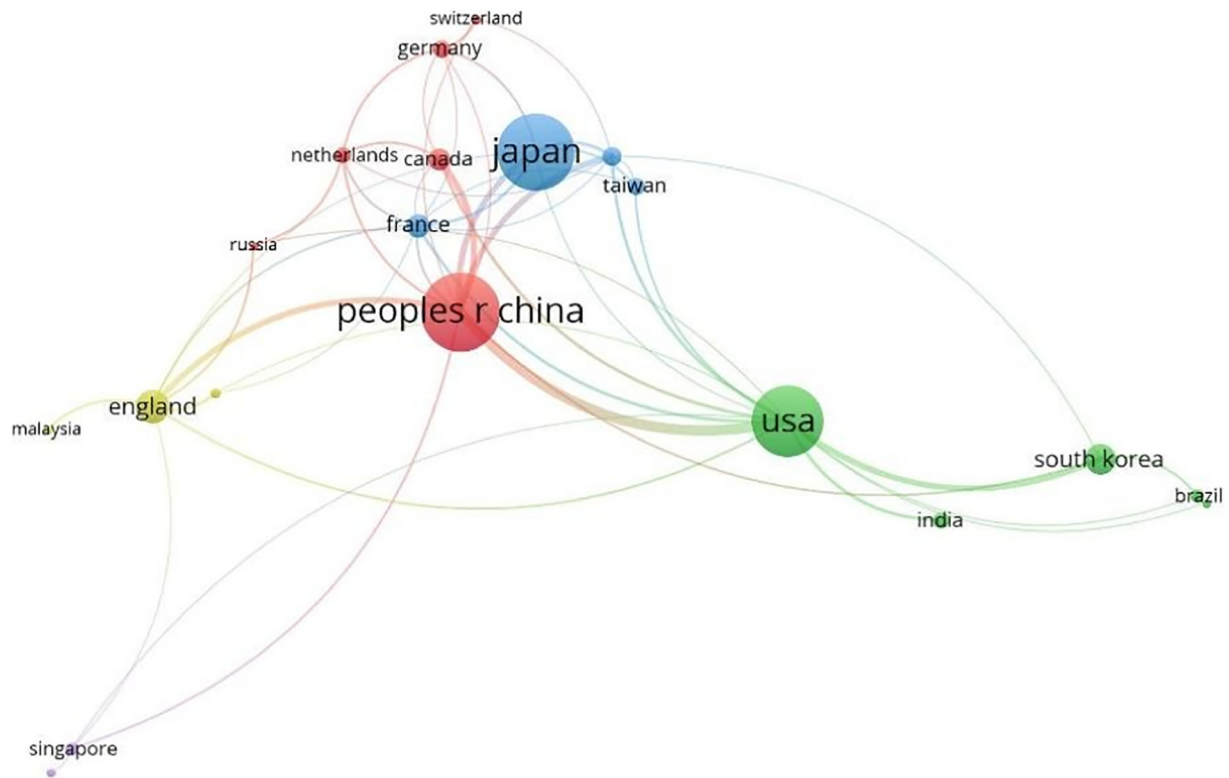 switzerland
germany
netherlands
canada
japan
taiwan
france
russia
peoples r china
england
malaysia
usa
south korea
brazil
india
singapore